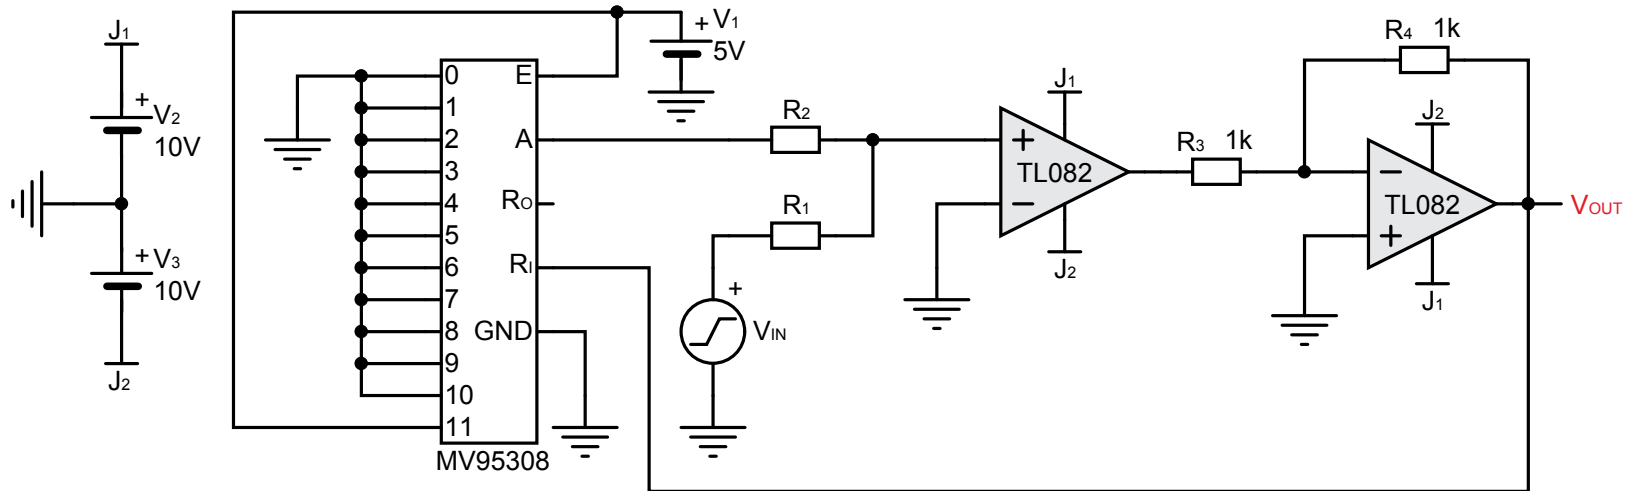 J1
+ V2
10V
+ V3
10V
J2
+ V1
5V
0
1
2
3
4
5
6
7
8
9
10
11
E
A
RO
RI
GND
MV95308
R2
R1
+
VIN
J1
+
TL082
−
J2
R3 1k
R4 1k
J2
−
TL082
+
J1
VOUT